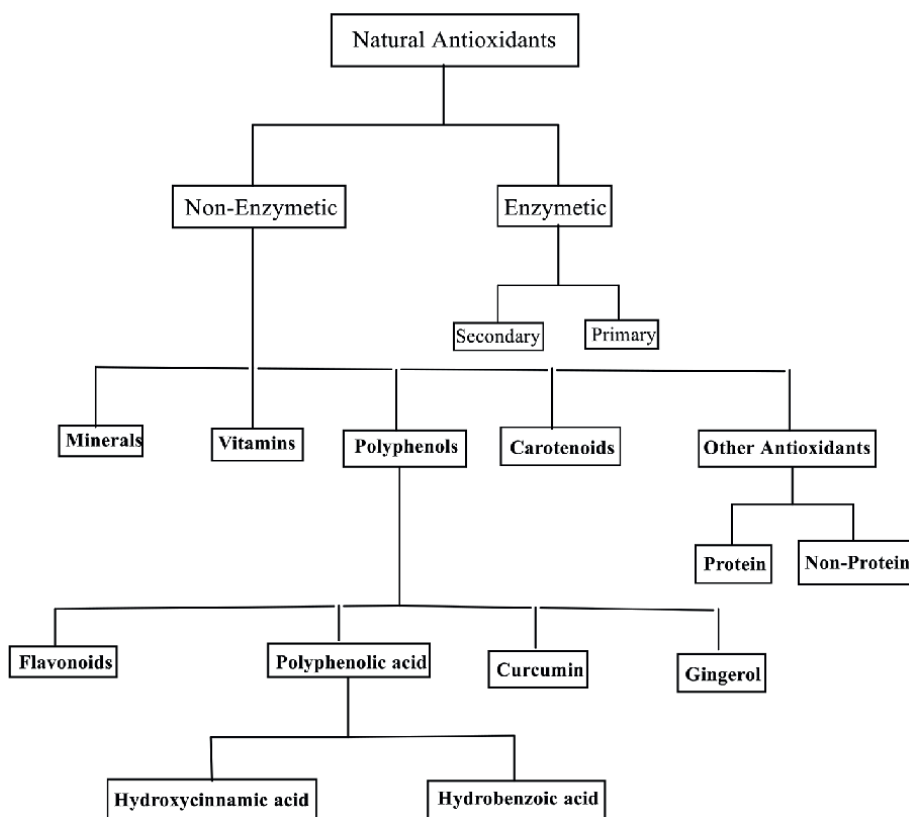 Natural Antioxidants
Non-Enzymetic
Enzymetic
Secondary
Primary
Minerals
Vitamins
Polyphenols
Carotenoids
Other Antioxidants
Protein
Non-Protein
Flavonoids
Polyphenolic acid
Curcumin
Gingerol
Hydroxycinnamic acid
Hydrobenzoic acid